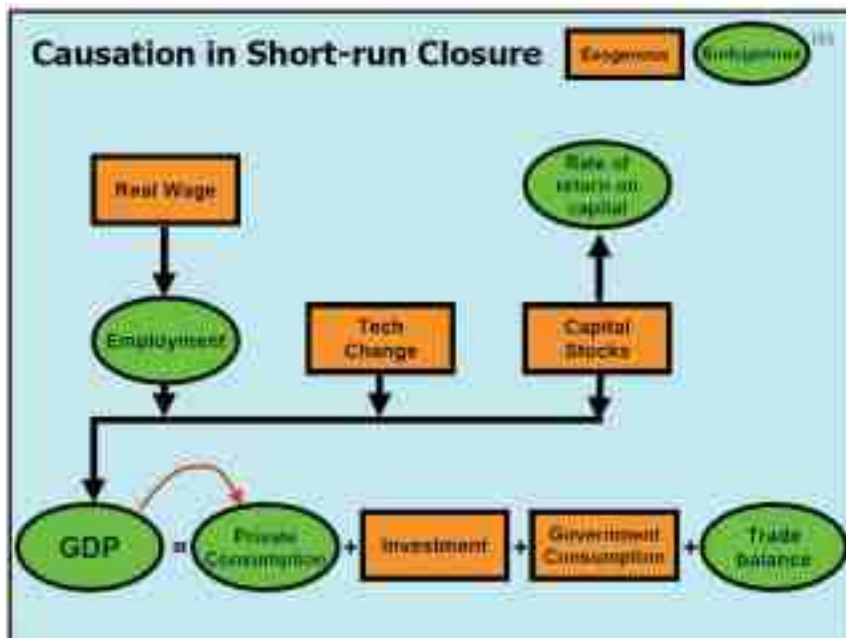 Causation in Short-run Closure
Exogenous
Endogenous
Real Wage
Rate of
return on
capital
Employment
Tech
Change
Capital
Stocks
GDP
=
Private
Consumption
+
Investment
+
Government
Consumption
+
Trade
balance